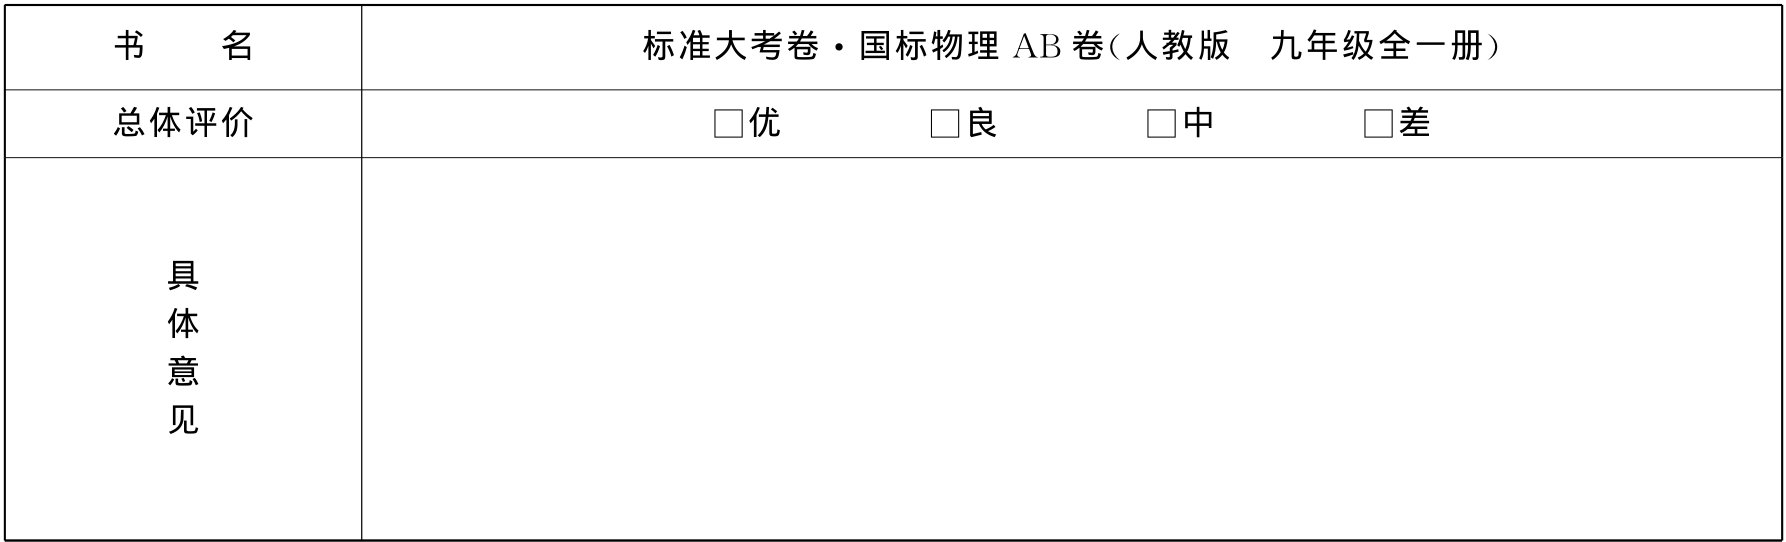 书　　名　标准大考卷·国标物理 AB 卷(人教版　九年级全一册)
总体评价　□优　□良　□中　□差
具
体
意
见